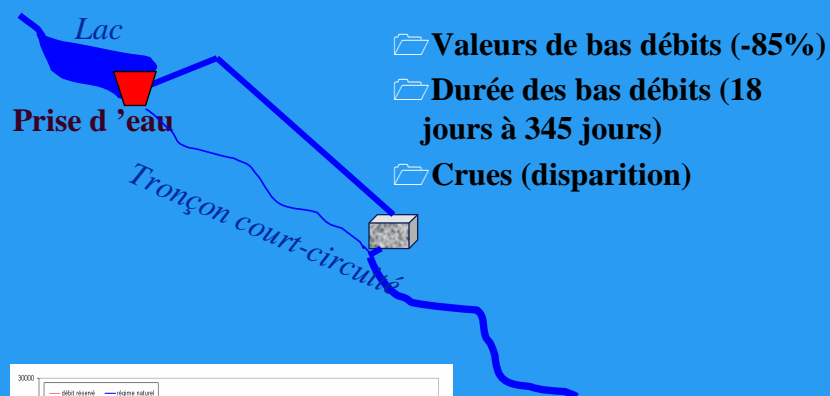 Lac
Prise d ’eau
Tronçon court-circuité
Valeurs de bas débits (-85%)
Durée des bas débits (18
jours à 345 jours)
Crues (disparition)
30000
débit réservé régime naturel